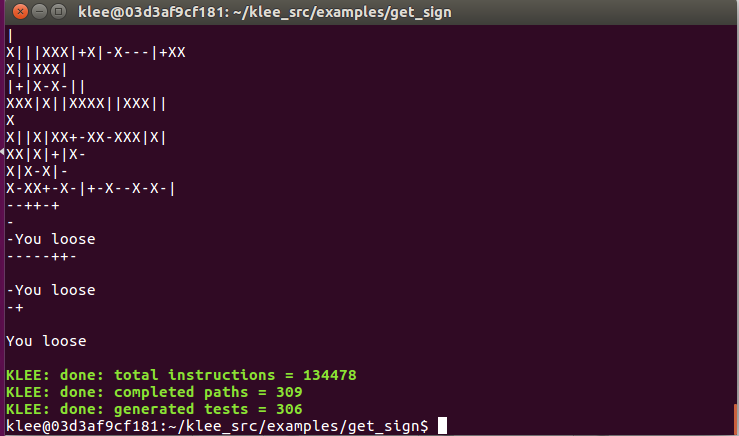 klee@03d3af9cf181: ~/klee_src/examples/get_sign
|
X|||XXX|+X|-X---|+XX
X||XXX|
|+|X-X-||
XXX|X||XXXX||XXX||
X
X||X|XX+-XX-XXX|X|
XX|X|+|X-
X|X-X|-
X-XX+-X-|+-X--X-X-|
--++-+
-
-You loose
-----++-
-You loose
-+
You loose
KLEE: done: total instructions = 134478
KLEE: done: completed paths = 309
KLEE: done: generated tests = 306
klee@03d3af9cf181:~/klee_src/examples/get_sign$